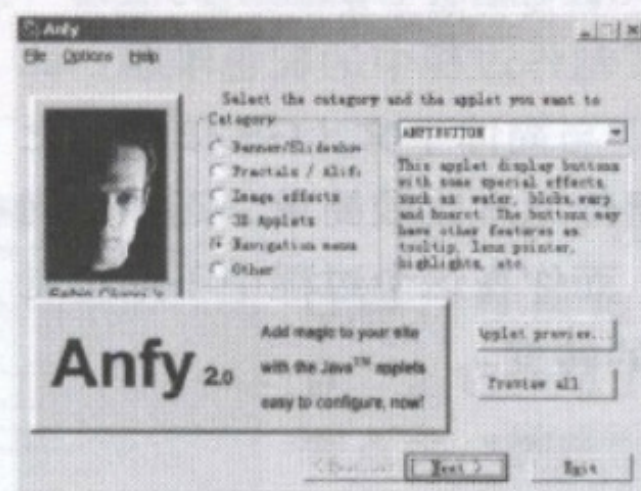 Anfy
File Options Help
Select the category and the applet you want to
Category
Banner/Slideshow
Fractals / Alife
Image effects
3D Applets
Navigation menu
Other
ANFYBUTTON
This applet display buttons
with some special effects,
such as: water, blobs, warp
and The buttons may
have other features as
tooltip, lens pointer,
highlights, etc.
Anfy 2.0
Add magic to your site
with the Java™ applets
easy to configure, now!
Applet preview...
Preview all
Next >
Exit